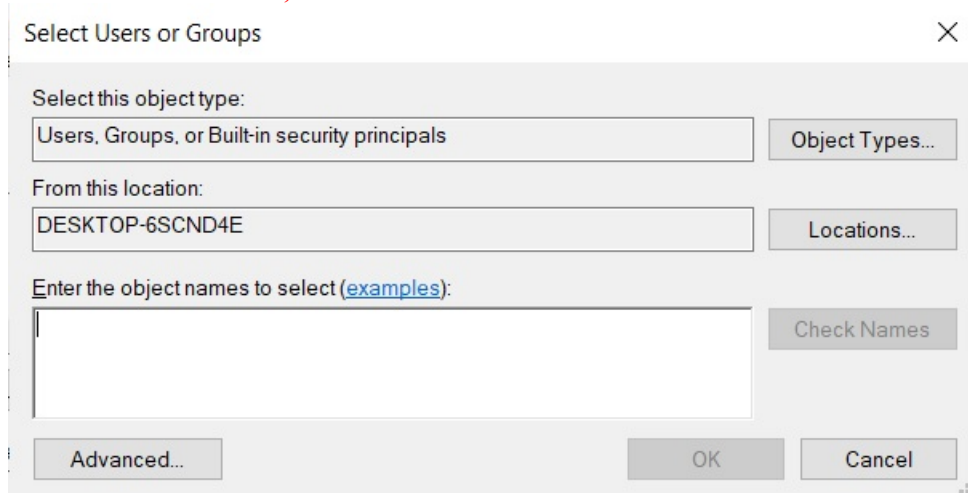 Select Users or Groups
Select this object type:
Users, Groups, or Built-in security principals
Object Types...
From this location:
DESKTOP-6SCND4E
Locations...
Enter the object names to select (examples):
Check Names
Advanced...
OK
Cancel